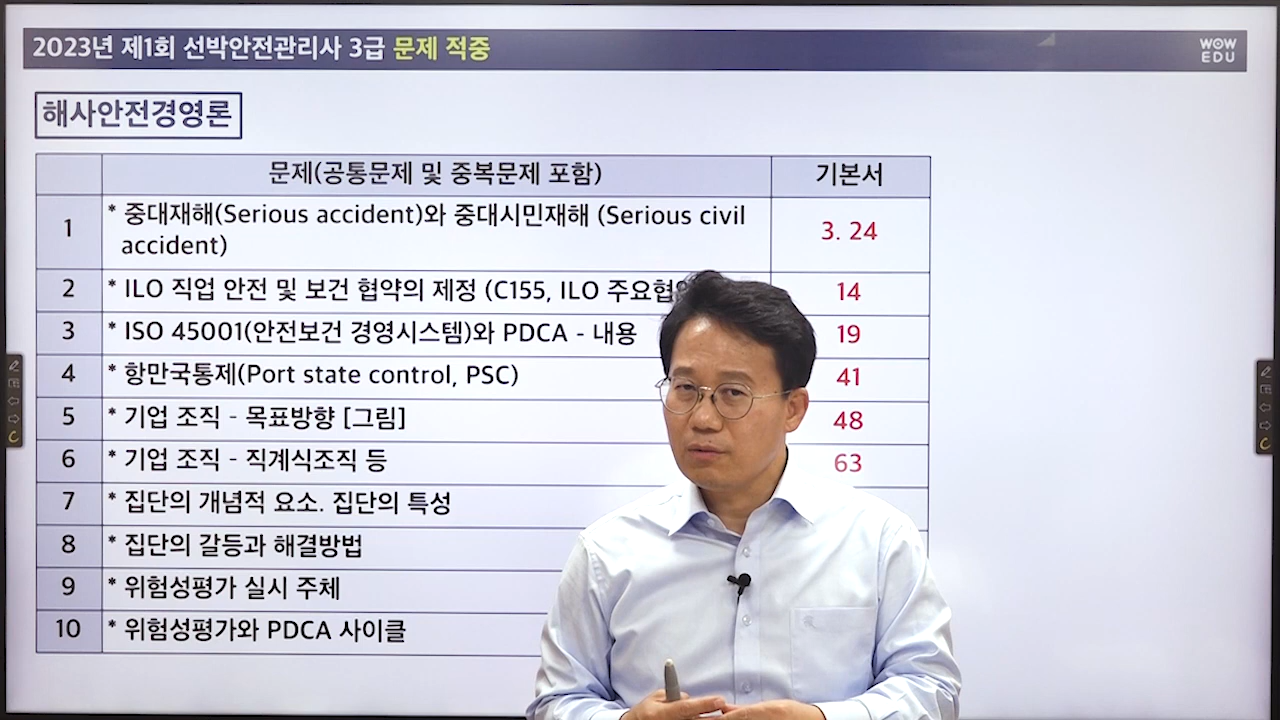 2023년 제1회 선박안전관리사 3급 문제 적중
WOW
EDU
해사안전경영론
문제(공통문제 및 중복문제 포함) 기본서
1 * 중대재해(Serious accident)와 중대시민재해 (Serious civil
accident) 3. 24
2 * ILO 직업 안전 및 보건 협약의 제정 (C155, ILO 14
3 * ISO 45001(안전보건 경영시스템)와 PDCA - 내용 19
4 * 항만국통제(Port state control, PSC) 41
5 * 기업 조직 - 목표방향 [그림] 48
6 * 기업 조직 - 직계식조직 등 63
7 * 집단의 개념적 요소. 집단의 특성
8 * 집단의 갈등과 해결방법
9 * 위험성평가 실시 주체
10 * 위험성평가와 PDCA 사이클